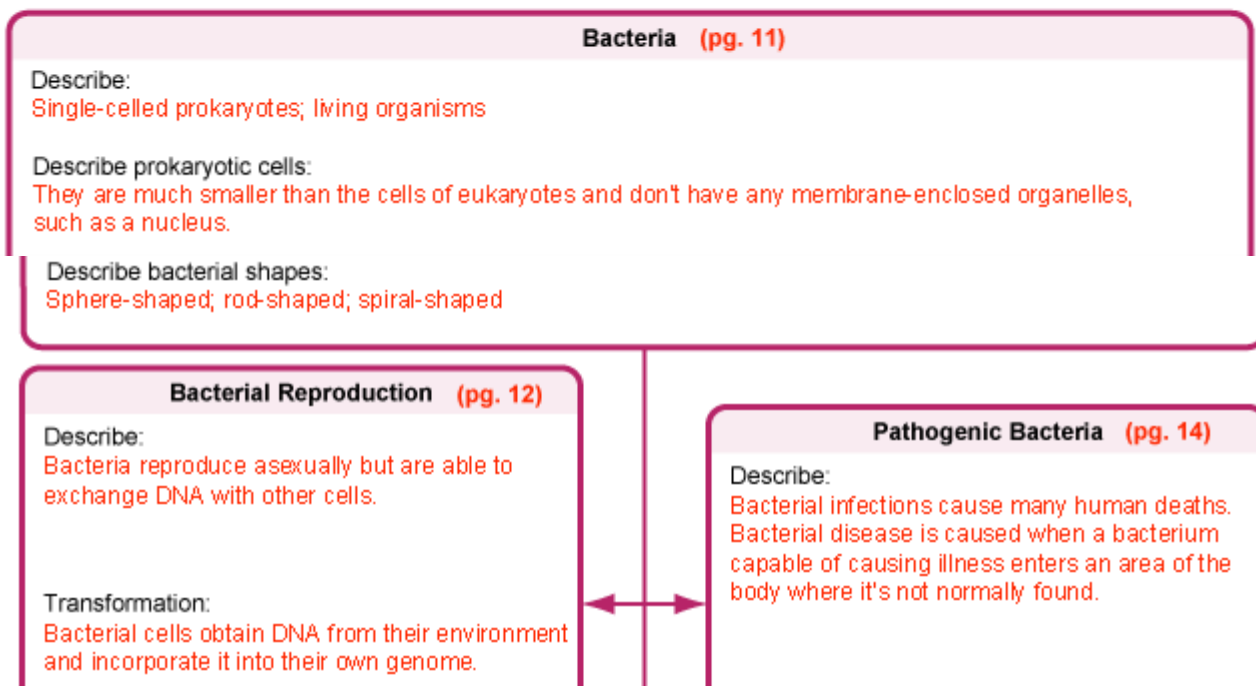 Bacteria (pg. 11)
Describe:
Single-celled prokaryotes; living organisms
Describe prokaryotic cells:
They are much smaller than the cells of eukaryotes and don't have any membrane-enclosed organelles,
such as a nucleus.
Describe bacterial shapes:
Sphere-shaped; rod-shaped; spiral-shaped
Bacterial Reproduction (pg. 12)
Describe:
Bacteria reproduce asexually but are able to
exchange DNA with other cells.
Transformation:
Bacterial cells obtain DNA from their environment
and incorporate it into their own genome.
Pathogenic Bacteria (pg. 14)
Describe:
Bacterial infections cause many human deaths.
Bacterial disease is caused when a bacterium
capable of causing illness enters an area of the
body where it's not normally found.